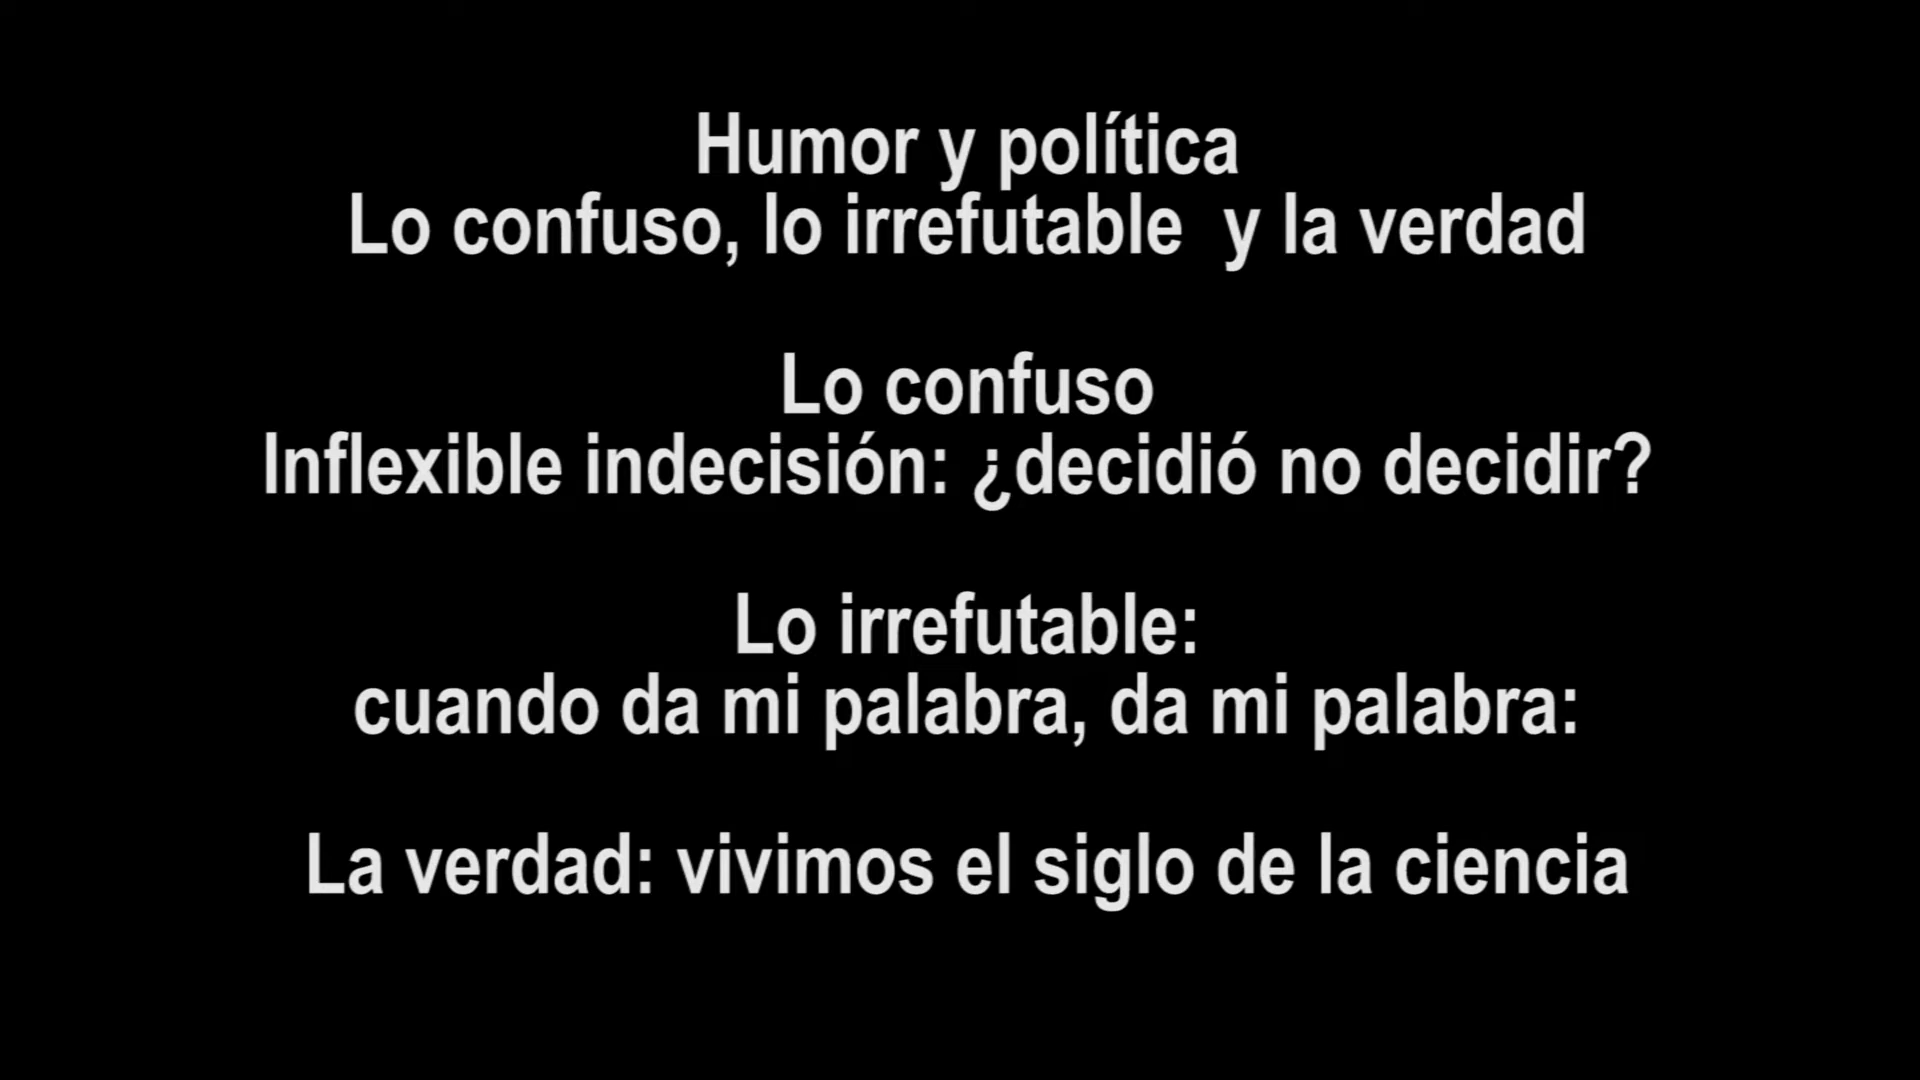 Humor y política
Lo confuso, lo irrefutable  y la verdad
Lo confuso
Inflexible indecisión: ¿decidió no decidir?
Lo irrefutable:
cuando da mi palabra, da mi palabra:
La verdad: vivimos el siglo de la ciencia